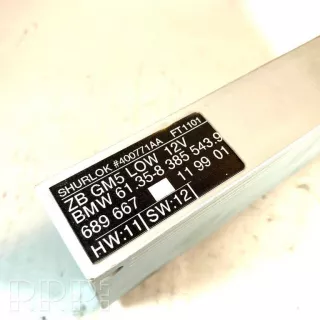 SHURLOK #400771AA FT1101
ZB GM5 LOW 12V
BMW 61.35-8 385 543.9
689 667 11 99 01
HW:11 SW:12
PRPP